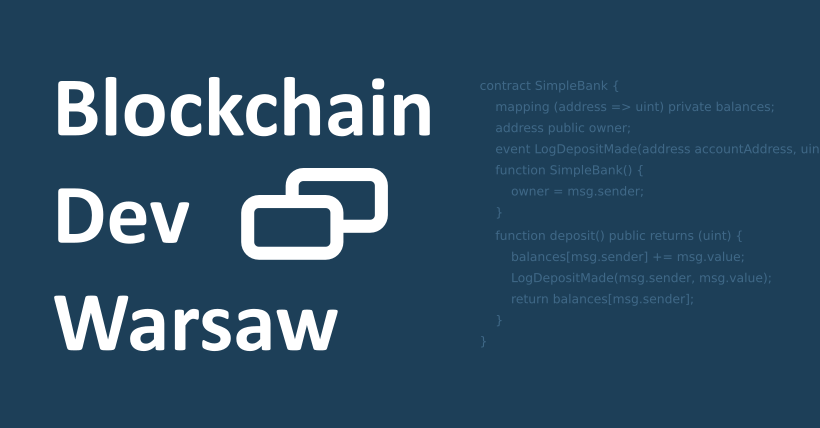 Blockchain
Dev
Warsaw
contract SimpleBank {
mapping (address => uint) private balances;
address public owner;
event LogDepositMade(address accountAddress, uin
function SimpleBank() {
owner = msg.sender;
}
function deposit() public returns (uint) {
balances[msg.sender] += msg.value;
LogDepositMade(msg.sender, msg.value);
return balances[msg.sender];
}
}